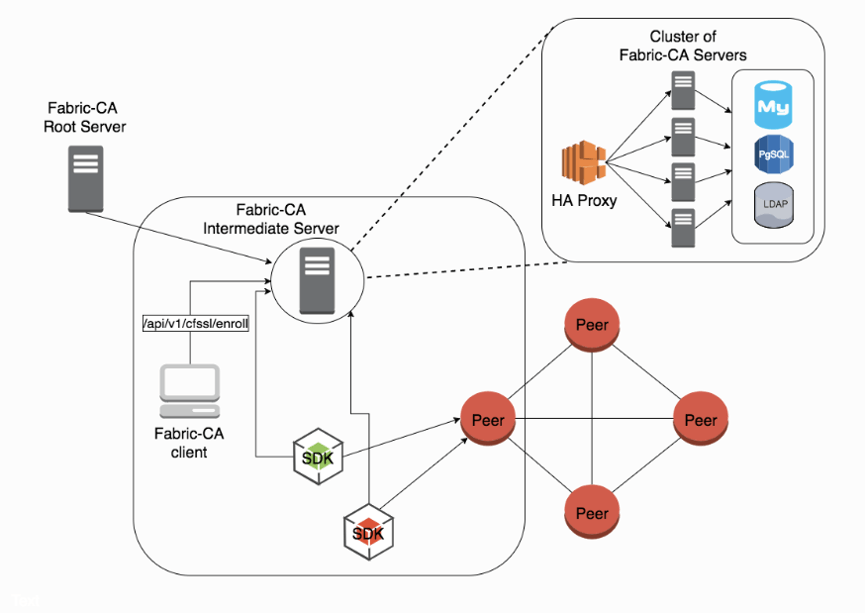 Cluster of
Fabric-CA Servers
My
PgSQL
LDAP
HA Proxy
Fabric-CA
Root Server
Fabric-CA
Intermediate Server
/api/v1/cfssl/enroll
Fabric-CA
client
SDK
SDK
Peer
Peer
Peer
Peer